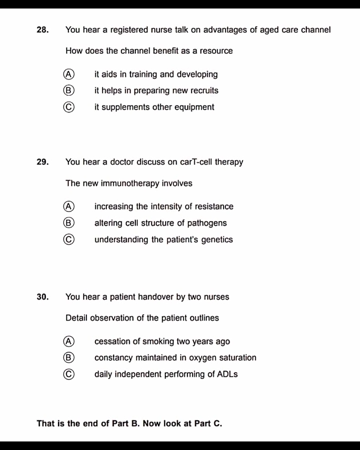 28. You hear a registered nurse talk on advantages of aged care channel
How does the channel benefit as a resource
A it aids in training and developing
B it helps in preparing new recruits
C it supplements other equipment
29. You hear a doctor discuss on carT-cell therapy
The new immunotherapy involves
A increasing the intensity of resistance
B altering cell structure of pathogens
C understanding the patient's genetics
30. You hear a patient handover by two nurses
Detail observation of the patient outlines
A cessation of smoking two years ago
B constancy maintained in oxygen saturation
C daily independent performing of ADLs
That is the end of Part B. Now look at Part C.